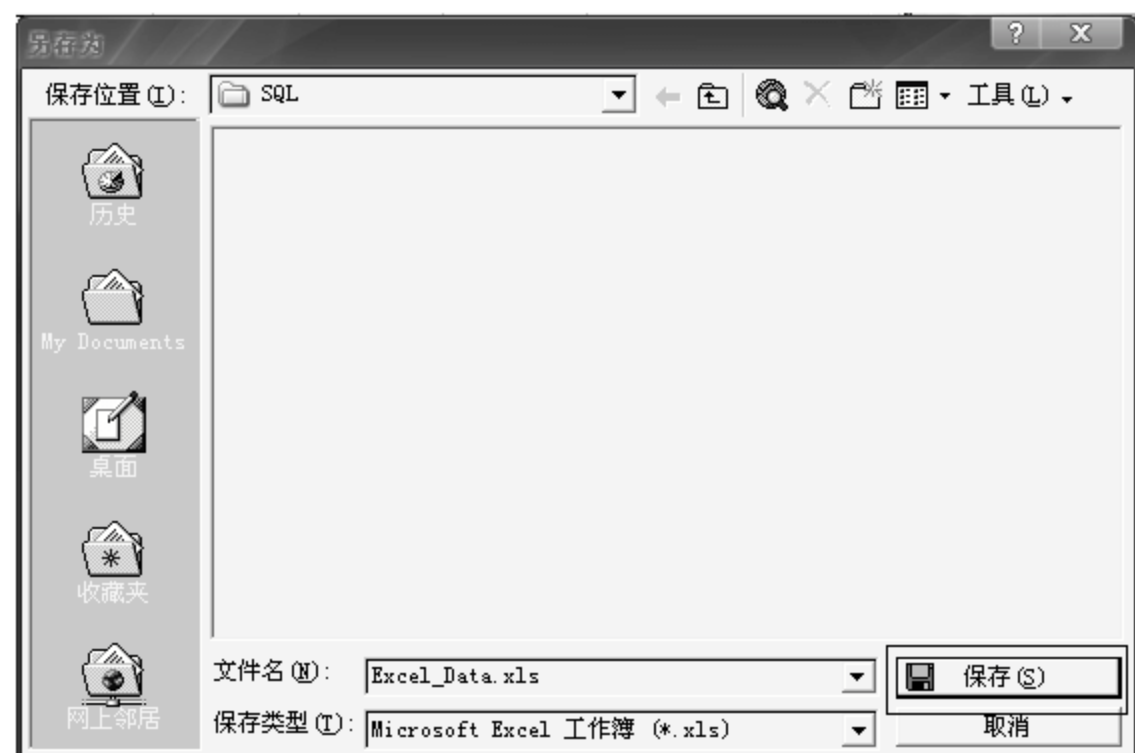 另存为
保存位置(I): SQL 工具(L)
历史
My Documents
桌面
收藏夹
网上邻居
文件名(N): Excel_Data.xls 保存(S)
保存类型(T): Microsoft Excel 工作簿 (*.xls) 取消